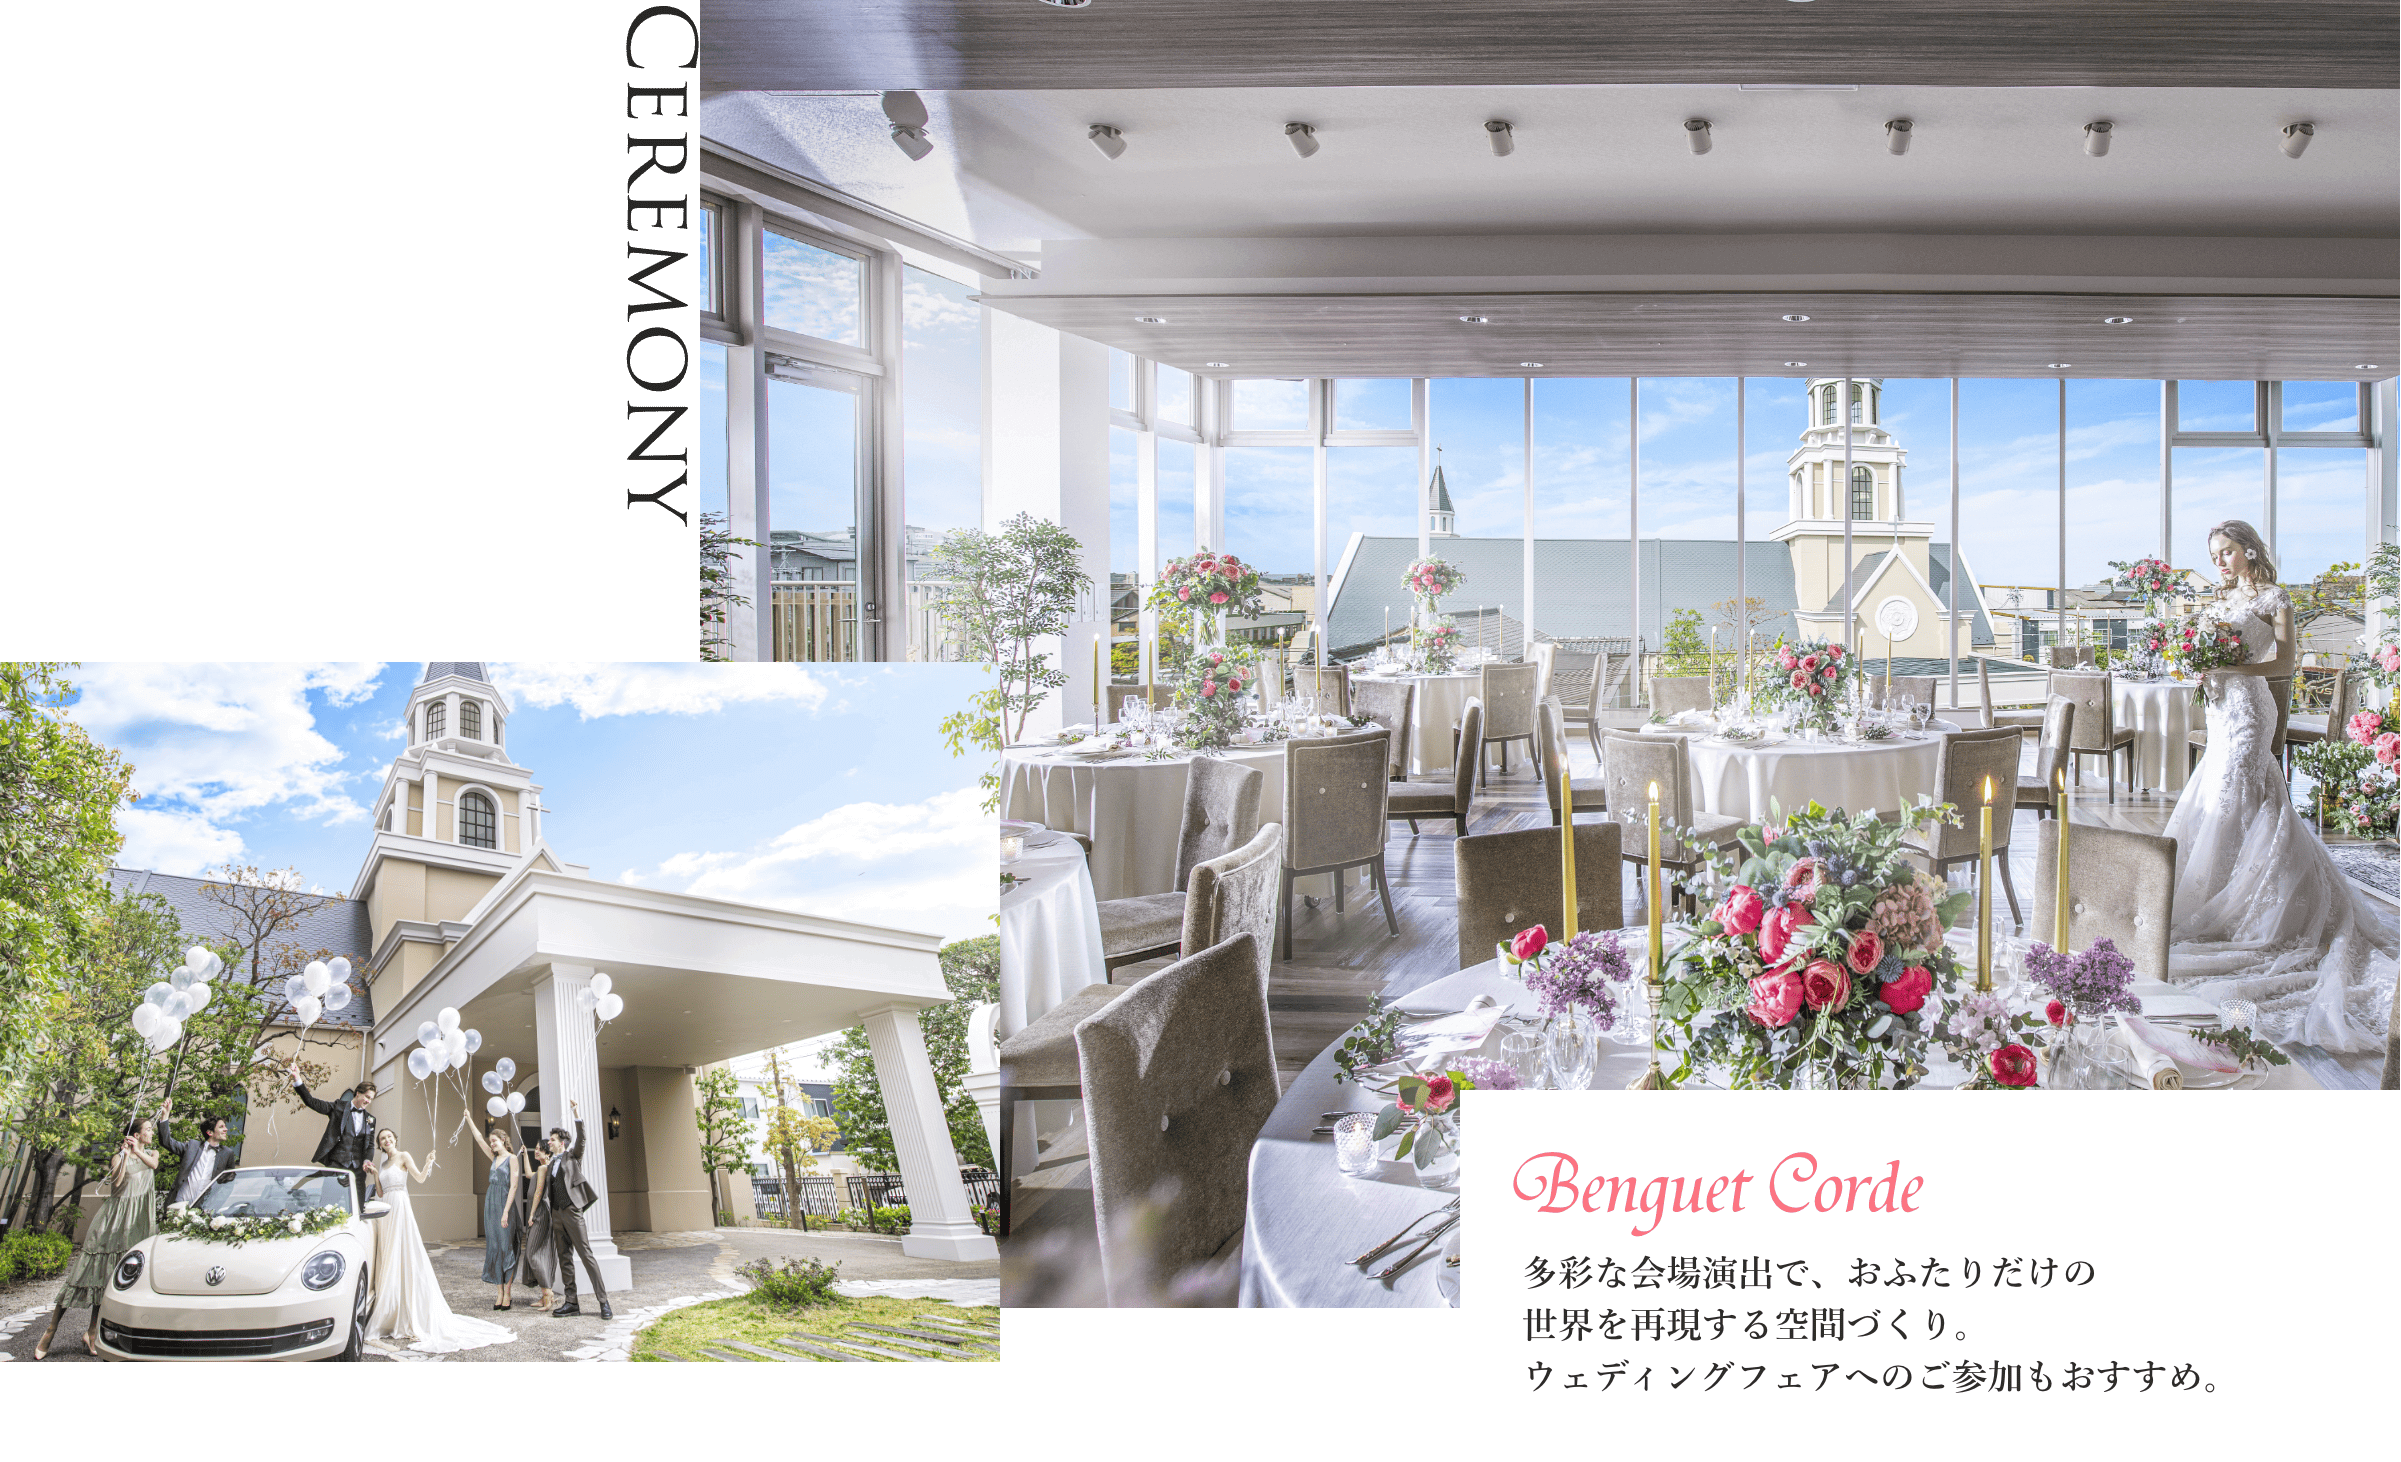 CEREMONY
Benguet Corde
多彩な会場演出で、おふたりだけの
世界を再現する空間づくり。
ウェディングフェアへのご参加もおすすめ。